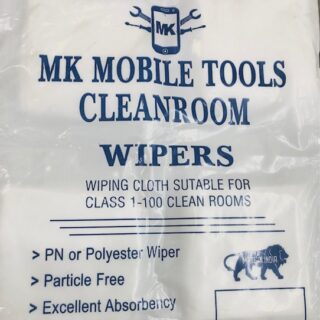 MK
MK MOBILE TOOLS
CLEANROOM
WIPERS
WIPING CLOTH SUITABLE FOR
CLASS 1-100 CLEAN ROOMS
> PN or Polyester Wiper
> Particle Free
> Excellent Absorbency